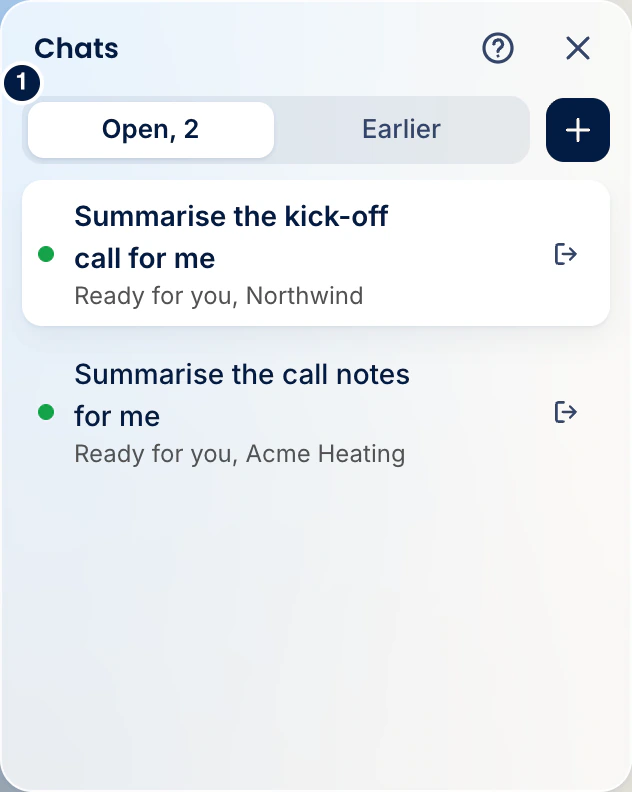 Chats
1
Open, 2
Earlier
Summarise the kick-off
call for me
Ready for you, Northwind
Summarise the call notes
for me
Ready for you, Acme Heating